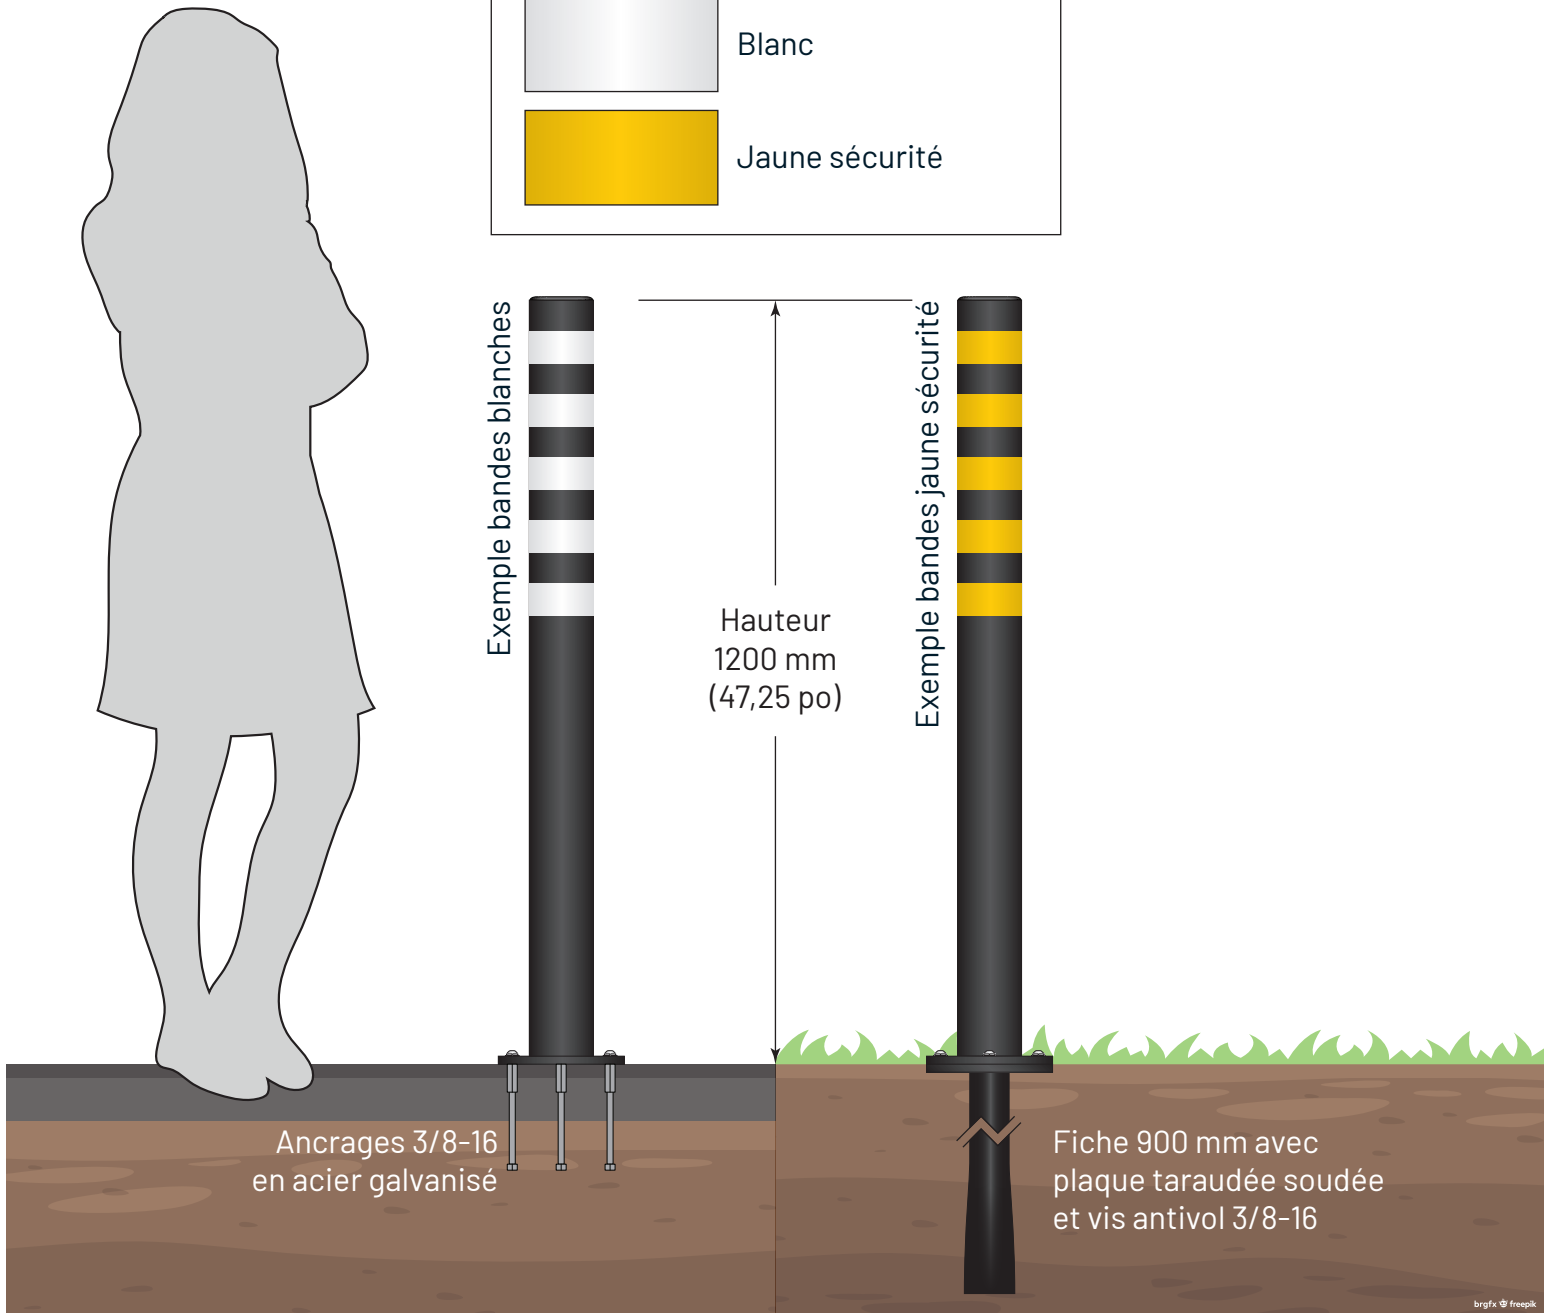 Blanc
Jaune sécurité
Exemple bandes blanches
Hauteur
1200 mm
(47,25 po)
Exemple bandes jaune sécurité
Ancrages 3/8-16
en acier galvanisé
Fiche 900 mm avec
plaque taraudée soudée
et vis antivol 3/8-16
brgfx freepik